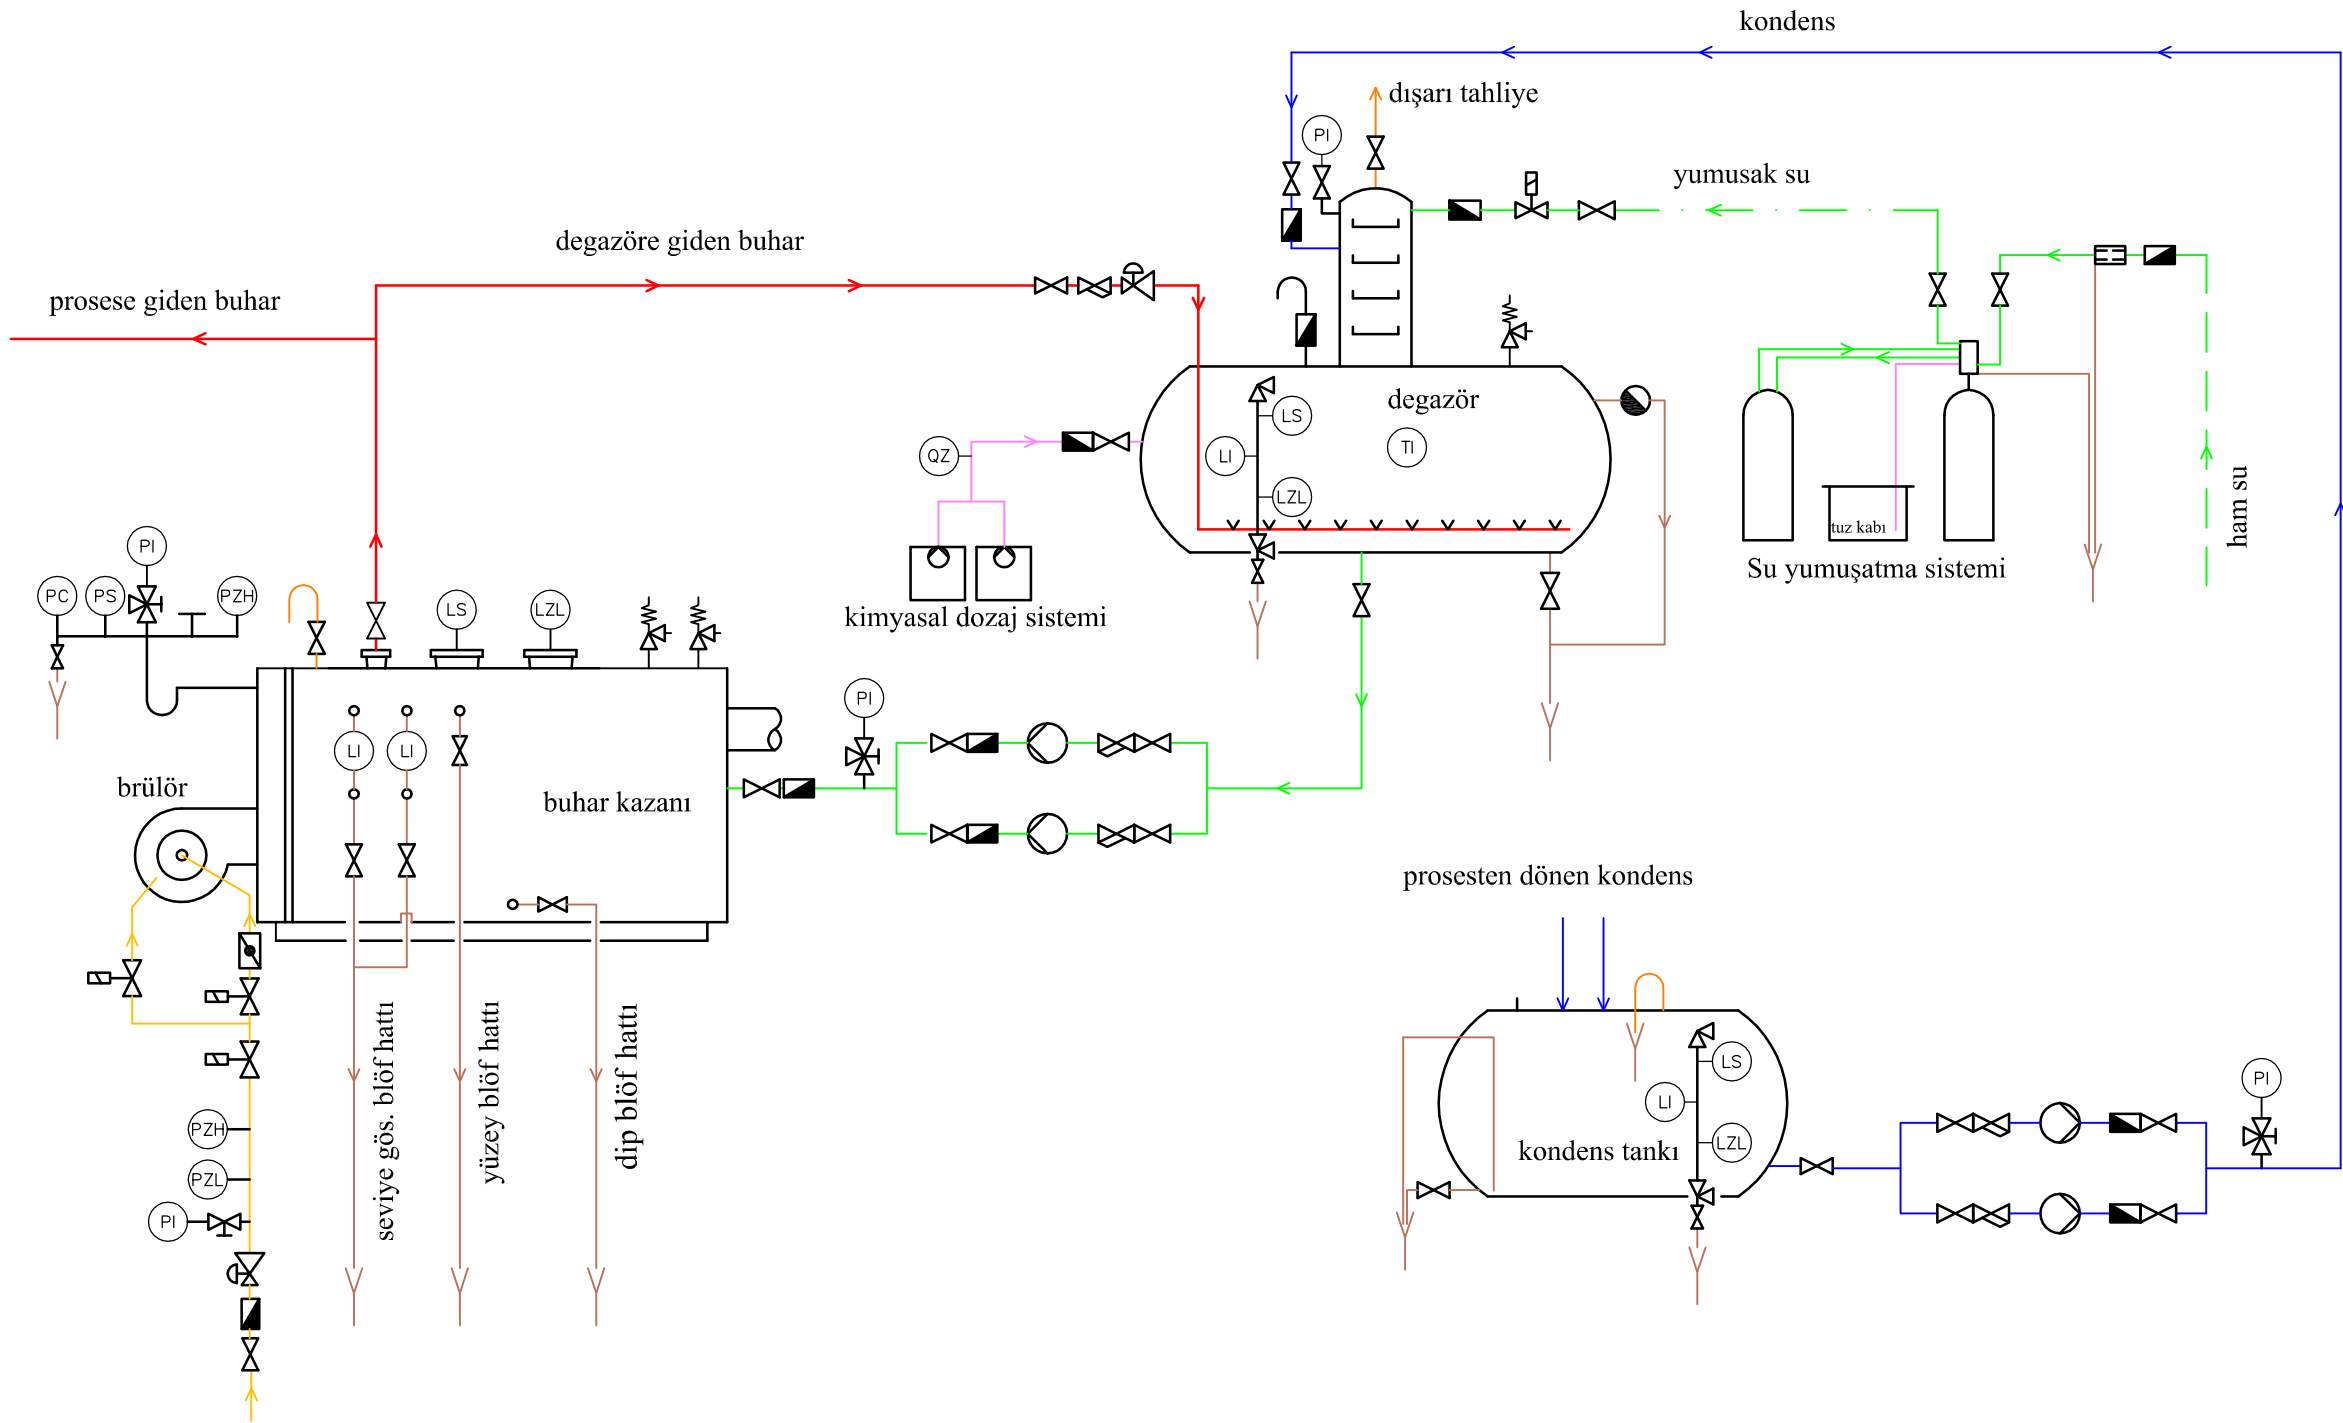 kondens
dışarı tahliye
PI
yumusak su
degazöre giden buhar
prosese giden buhar
degazör
LS
TI
LI
QZ
LZL
tuz kabı
ham su
Su yumuşatma sistemi
kimyasal dozaj sistemi
PI
PC
PS
PZH
LS
LZL
PI
LI
LI
brülör
buhar kazanı
prosesten dönen kondens
seviye gös. blöf hattı
yüzey blöf hattı
dip blöf hattı
LS
LI
PI
PZH
LZL
kondens tankı
PZL
PI